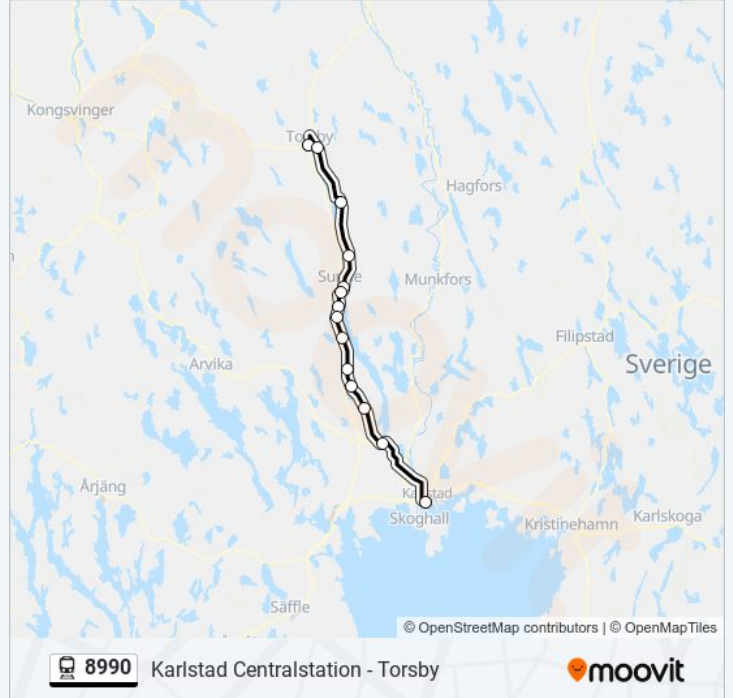 Kongsvinger
Torsby
Hagfors
Sunne
Munkfors
Filipstad
Sverige
Arvika
Årjäng
Karlstad
Skoghall
Kristinehamn
Karlskoga
Säffle
moovit
© OpenStreetMap contributors | © OpenMapTiles
8990 Karlstad Centralstation - Torsby
moovit